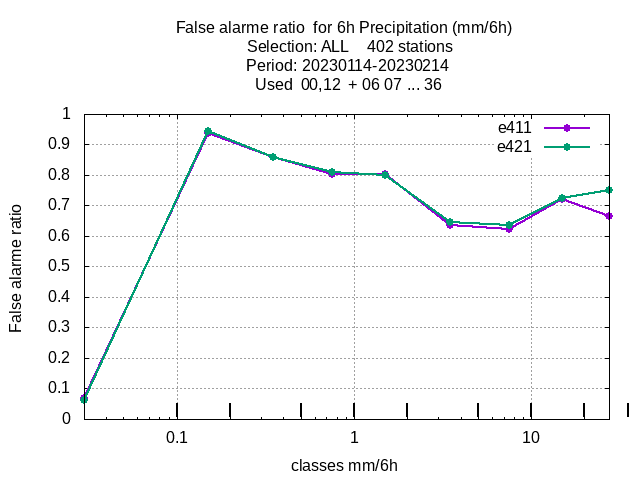 False alarme ratio  for 6h Precipitation (mm/6h)
Selection: ALL    402 stations
Period: 20230114-20230214
Used  00,12  + 06 07 ... 36
1
0.9
0.8
0.7
0.6
0.5
0.4
0.3
0.2
0.1
0
False alarme ratio
e411
e421
0.1
1
10
classes mm/6h